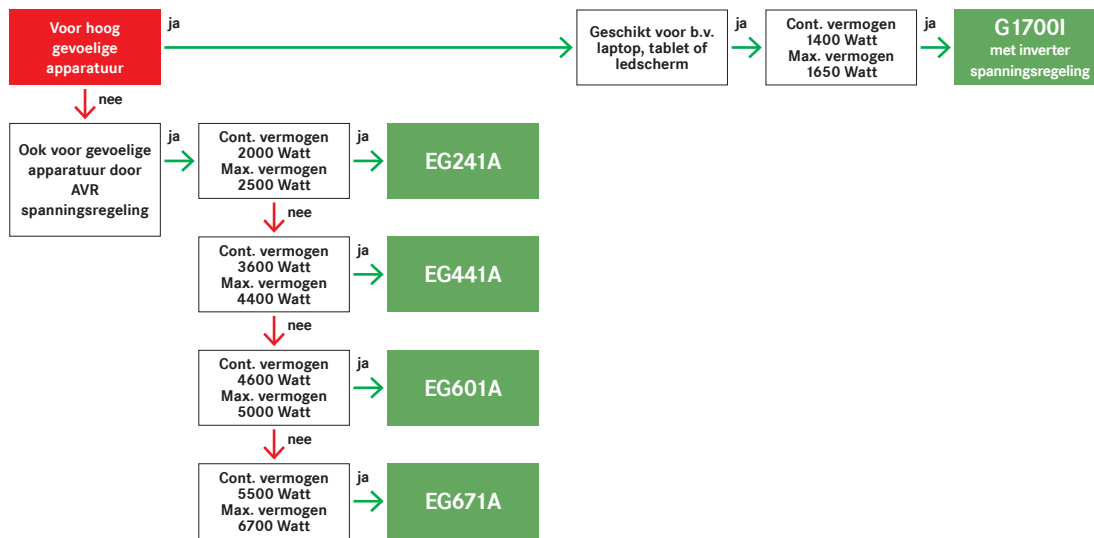 Voor hoog
gevoelige
apparatuur
ja
Geschikt voor b.v.
laptop, tablet of
ledscherm
ja
Cont. vermogen
1400 Watt
Max. vermogen
1650 Watt
ja
G1700I
met inverter
spanningsregeling
nee
Ook voor gevoelige
apparatuur door
AVR
spanningsregeling
ja
Cont. vermogen
2000 Watt
Max. vermogen
2500 Watt
ja
EG241A
nee
Cont. vermogen
3600 Watt
Max. vermogen
4400 Watt
ja
EG441A
nee
Cont. vermogen
4600 Watt
Max. vermogen
5000 Watt
ja
EG601A
nee
Cont. vermogen
5500 Watt
Max. vermogen
6700 Watt
ja
EG671A